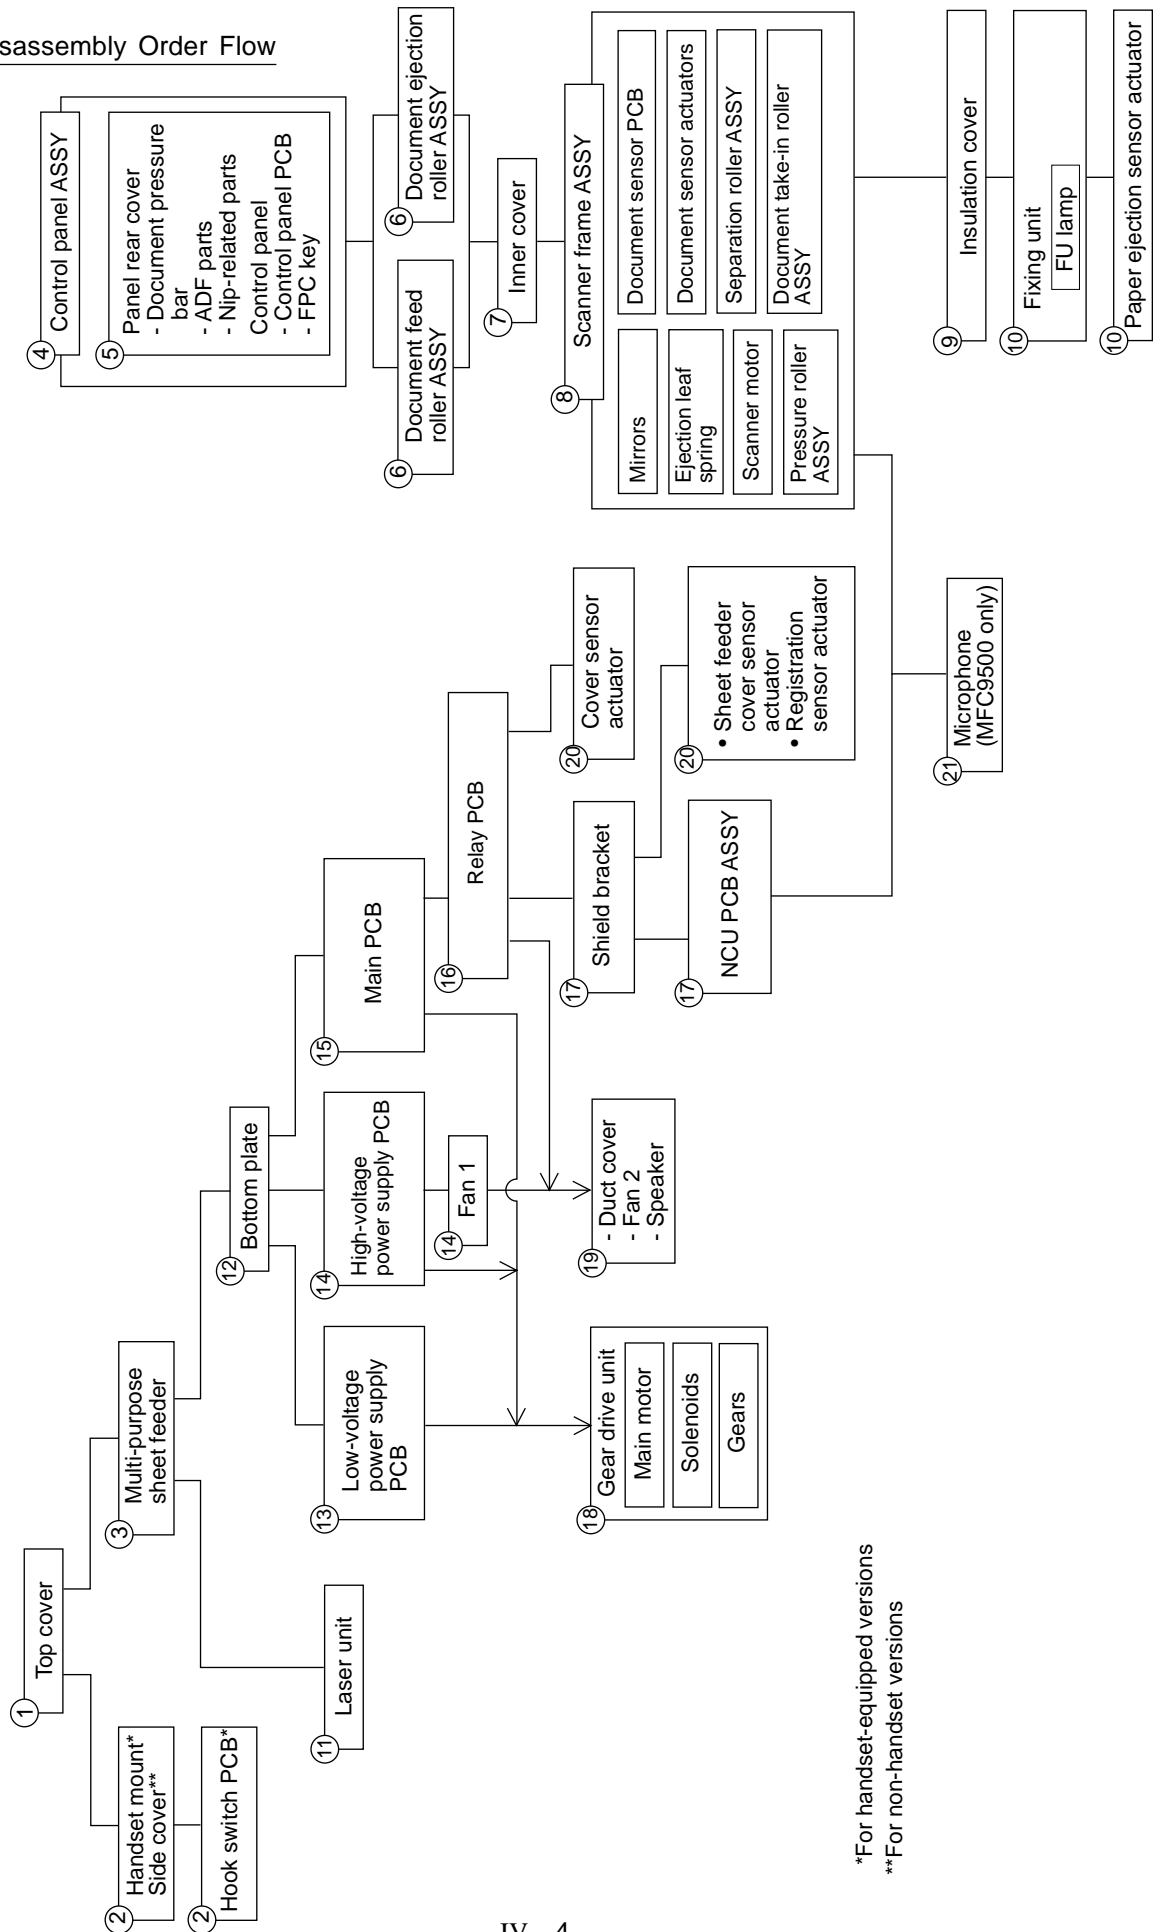 sassembly Order Flow
1
Top cover
2
Handset mount*
Side cover**
2
Hook switch PCB*
3
Multi-purpose
sheet feeder
11
Laser unit
12
Bottom plate
13
Low-voltage
power supply
PCB
14
High-voltage
power supply PCB
14
Fan 1
15
Main PCB
16
Relay PCB
17
Shield bracket
17
NCU PCB ASSY
18
Gear drive unit
Main motor
Solenoids
Gears
19
- Duct cover
- Fan 2
- Speaker
20
Cover sensor
actuator
20
• Sheet feeder
cover sensor
actuator
• Registration
sensor actuator
21
Microphone
(MFC9500 only)
4
Control panel ASSY
5
Panel rear cover
- Document pressure
bar
- ADF parts
- Nip-related parts
Control panel
- Control panel PCB
- FPC key
6
Document feed
roller ASSY
6
Document ejection
roller ASSY
7
Inner cover
8
Scanner frame ASSY
Mirrors
Ejection leaf
spring
Scanner motor
Pressure roller
ASSY
Document sensor PCB
Document sensor actuators
Separation roller ASSY
Document take-in roller
ASSY
9
Insulation cover
10
Fixing unit
FU lamp
10
Paper ejection sensor actuator
*For handset-equipped versions
**For non-handset versions
IV - 4